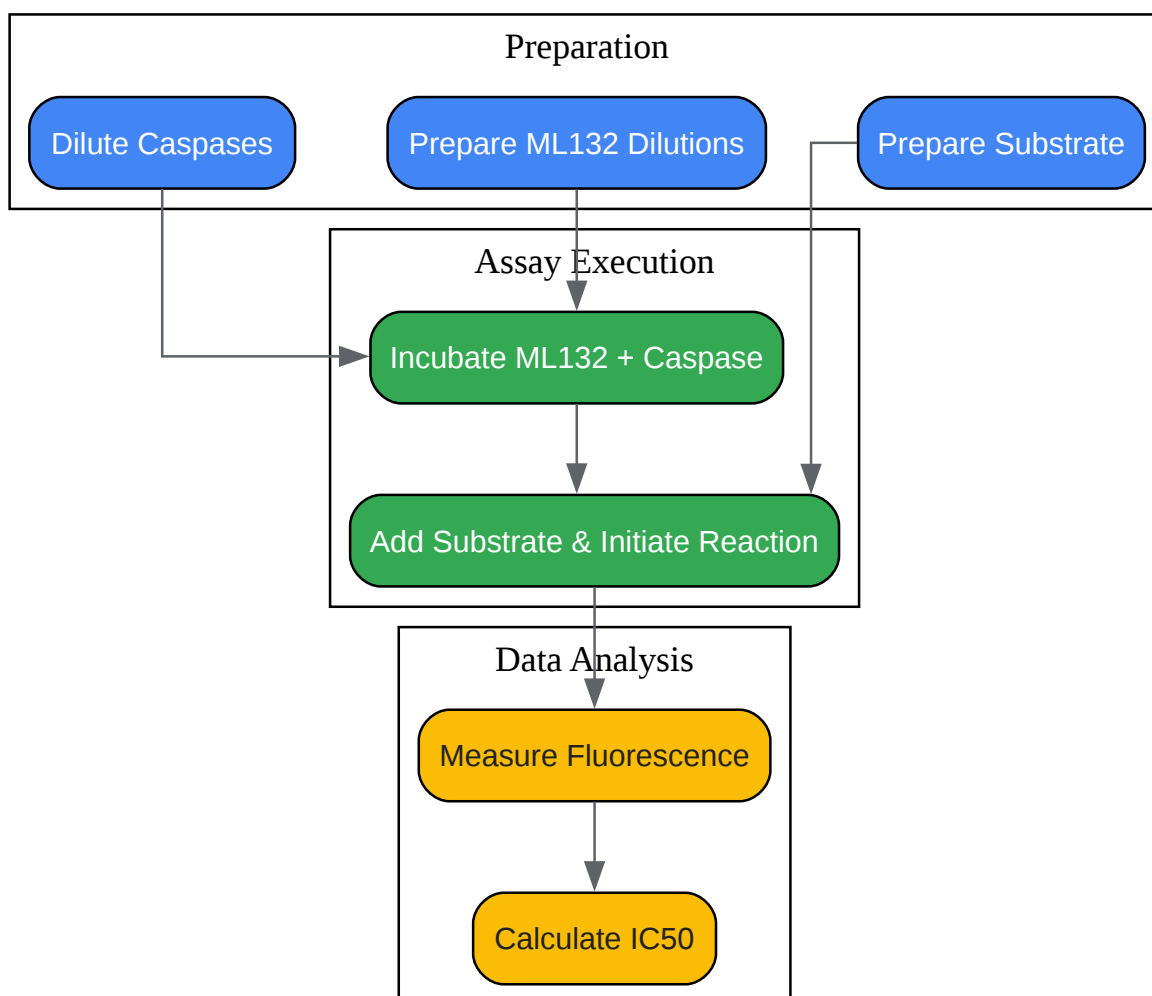 Preparation
Dilute Caspases
Prepare ML132 Dilutions
Prepare Substrate
Assay Execution
Incubate ML132 + Caspase
Add Substrate & Initiate Reaction
Data Analysis
Measure Fluorescence
Calculate IC50